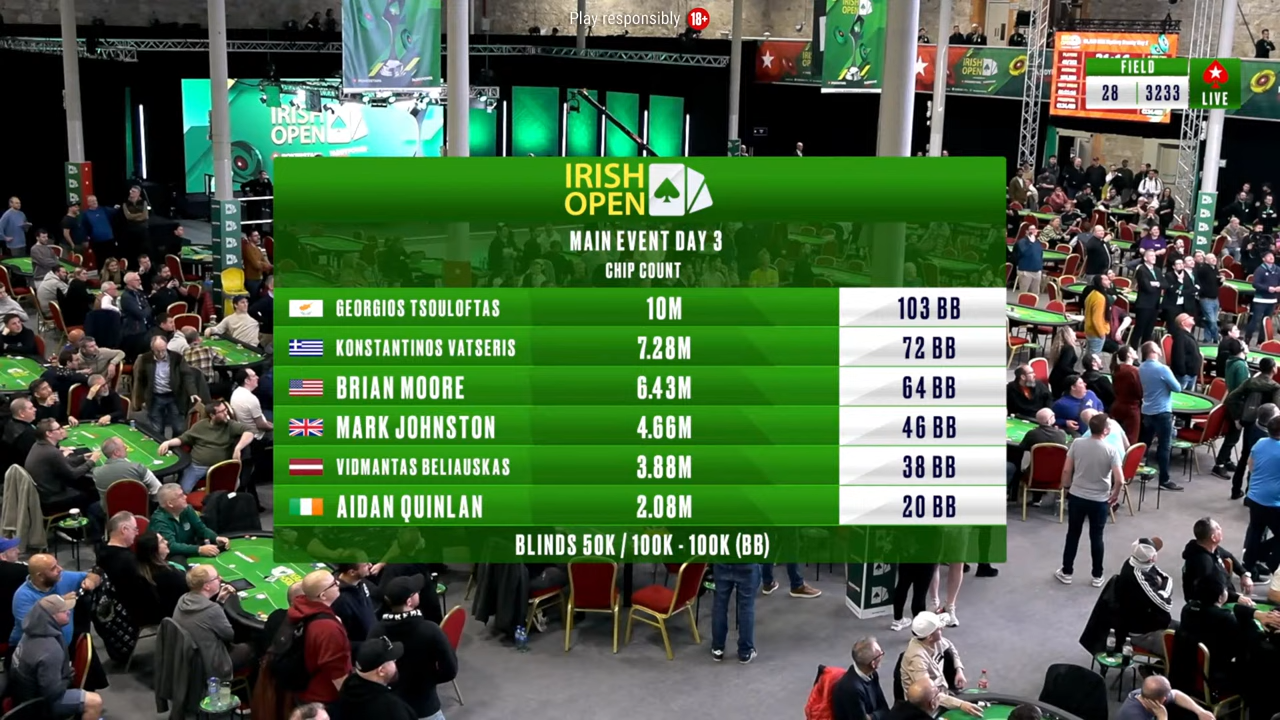 Play responsibly 18+
FIELD
28 3233
LIVE
IRISH
OPEN
IRISH
OPEN
MAIN EVENT DAY 3
CHIP COUNT
GEORGIOS TSOULOFTAS 10M 103 BB
KONSTANTINOS VATSERIS 7.28M 72 BB
BRIAN MOORE 6.43M 64 BB
MARK JOHNSTON 4.66M 46 BB
VIDMANTAS BELIAUSKAS 3.88M 38 BB
AIDAN QUINLAN 2.08M 20 BB
BLINDS 50K / 100K - 100K (BB)